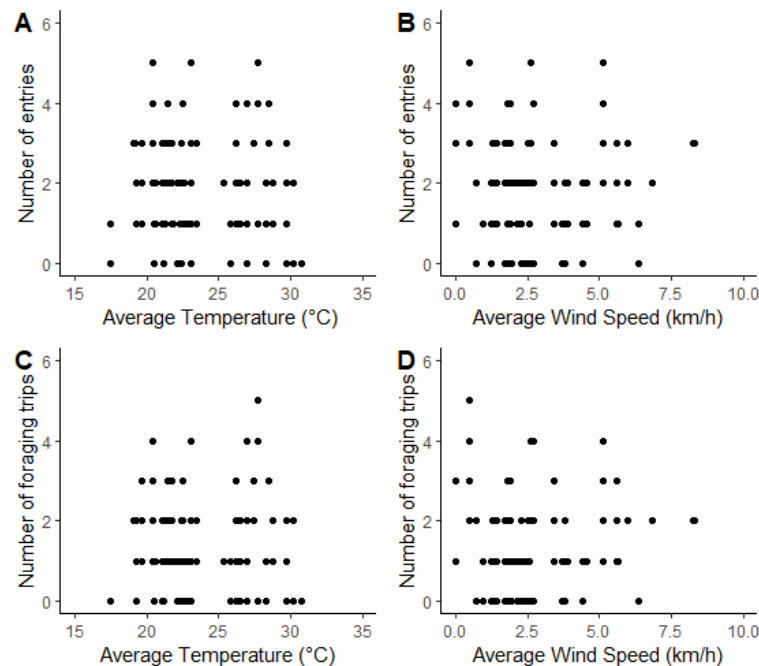 A
B
Number of entries
6
4
2
0
15 20 25 30 35
Average Temperature (°C)
Number of entries
6
4
2
0
0.0 2.5 5.0 7.5 10.0
Average Wind Speed (km/h)
C
D
Number of foraging trips
6
4
2
0
15 20 25 30 35
Average Temperature (°C)
Number of foraging trips
6
4
2
0
0.0 2.5 5.0 7.5 10.0
Average Wind Speed (km/h)